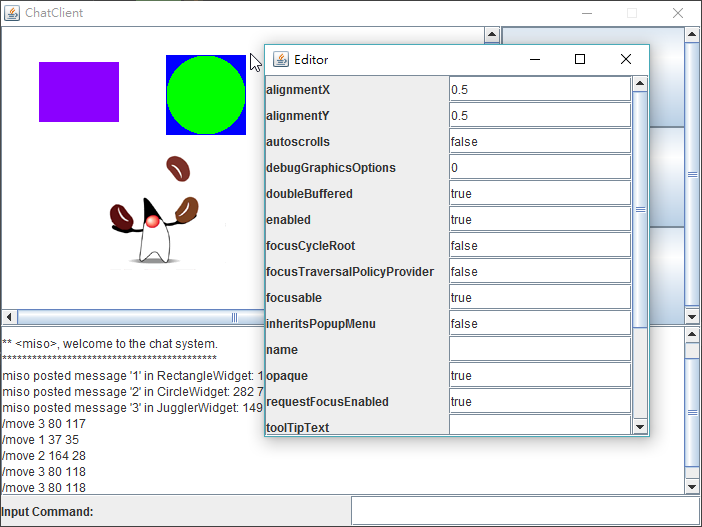 ChatClient
Editor
alignmentX 0.5
alignmentY 0.5
autoscrolls false
debugGraphicsOptions 0
doubleBuffered true
enabled true
focusCycleRoot false
focusTraversalPolicyProvider false
focusable true
inheritsPopupMenu false
name
opaque true
requestFocusEnabled true
toolTipText
** <miso>, welcome to the chat system.
*******************************************
miso posted message '1' in RectangleWidget: 1
miso posted message '2' in CircleWidget: 282 7
miso posted message '3' in JugglerWidget: 149
/move 3 80 117
/move 1 37 35
/move 2 164 28
/move 3 80 118
/move 3 80 118
Input Command: